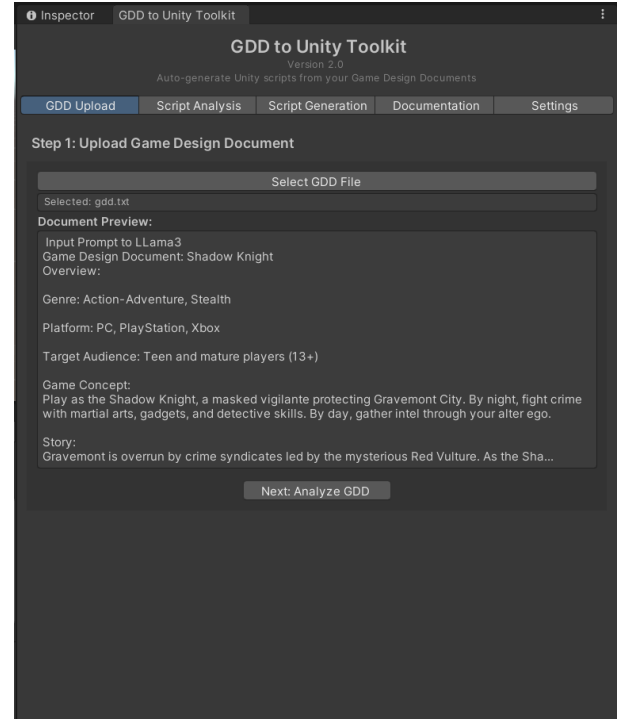 Inspector
GDD to Unity Toolkit
GDD to Unity Toolkit
Version 2.0
Auto-generate Unity scripts from your Game Design Documents
GDD Upload
Script Analysis
Script Generation
Documentation
Settings
Step 1: Upload Game Design Document
Select GDD File
Selected: gdd.txt
Document Preview:
Input Prompt to LLama3
Game Design Document: Shadow Knight
Overview:
Genre: Action-Adventure, Stealth
Platform: PC, PlayStation, Xbox
Target Audience: Teen and mature players (13+)
Game Concept:
Play as the Shadow Knight, a masked vigilante protecting Gravemont City. By night, fight crime
with martial arts, gadgets, and detective skills. By day, gather intel through your alter ego.
Story:
Gravemont is overrun by crime syndicates led by the mysterious Red Vulture. As the Sha...
Next: Analyze GDD